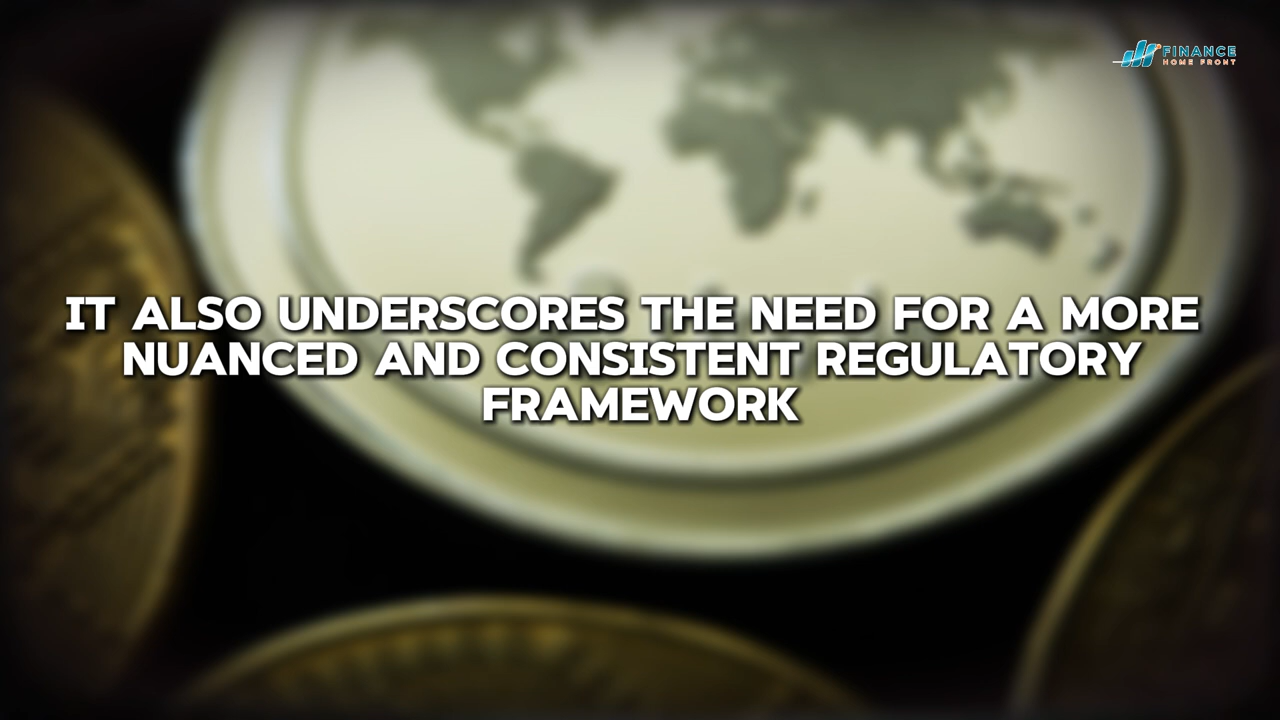 FINANCE
HOME FRONT
IT ALSO UNDERSCORES THE NEED FOR A MORE
NUANCED AND CONSISTENT REGULATORY
FRAMEWORK